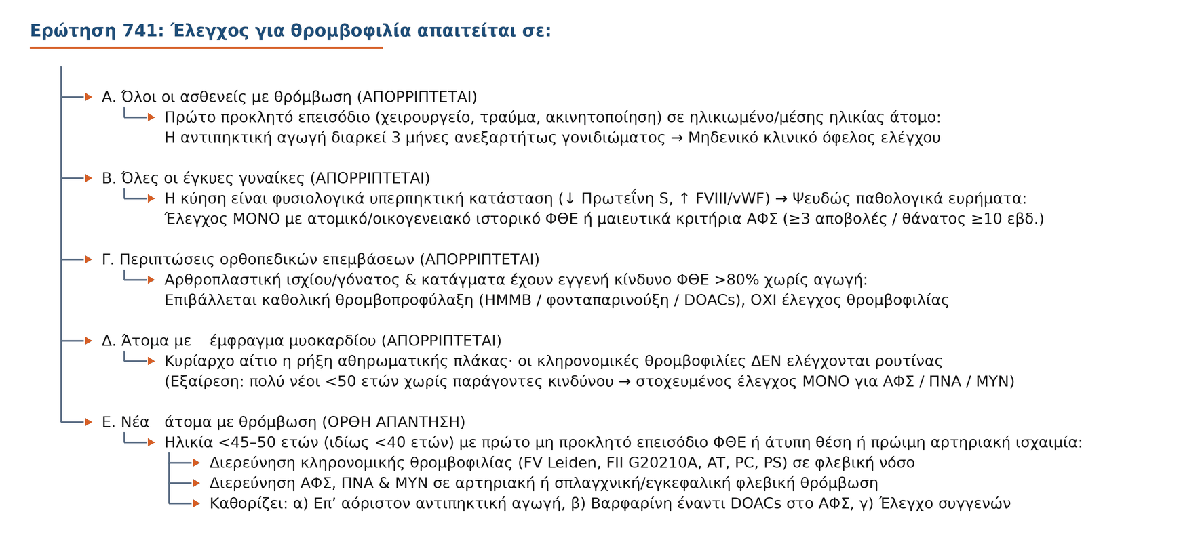 Ερώτηση 741: Έλεγχος για θρομβοφιλία απαιτείται σε:
Α. Όλοι οι ασθενείς με θρόμβωση (ΑΠΟΡΡΙΠΤΕΤΑΙ)
Πρώτο προκλητό επεισόδιο (χειρουργείο, τραύμα, ακινητοποίηση) σε ηλικιωμένο/μέσης ηλικίας άτομο:
Η αντιπηκτική αγωγή διαρκεί 3 μήνες ανεξαρτήτως γονιδιώματος → Μηδενικό κλινικό όφελος ελέγχου
Β. Όλες οι έγκυες γυναίκες (ΑΠΟΡΡΙΠΤΕΤΑΙ)
Η κύηση είναι φυσιολογικά υπερπηκτική κατάσταση (↓ Πρωτεΐνη S, ↑ FVIII/vWF) → Ψευδώς παθολογικά ευρήματα:
Έλεγχος ΜΟΝΟ με ατομικό/οικογενειακό ιστορικό ΦΘΕ ή μαιευτικά κριτήρια ΑΦΣ (≥3 αποβολές / θάνατος ≥10 εβδ.)
Γ. Περιπτώσεις ορθοπεδικών επεμβάσεων (ΑΠΟΡΡΙΠΤΕΤΑΙ)
Αρθροπλαστική ισχίου/γόνατος & κατάγματα έχουν εγγενή κίνδυνο ΦΘΕ >80% χωρίς αγωγή:
Επιβάλλεται καθολική θρομβοπροφύλαξη (ΗΜΜΒ / φονταπαρινούξη / DOACs), ΟΧΙ έλεγχος θρομβοφιλίας
Δ. Άτομα με έμφραγμα μυοκαρδίου (ΑΠΟΡΡΙΠΤΕΤΑΙ)
Κυρίαρχο αίτιο η ρήξη αθηρωματικής πλάκας· οι κληρονομικές θρομβοφιλίες ΔΕΝ ελέγχονται ρουτίνας
(Εξαίρεση: πολύ νέοι <50 ετών χωρίς παράγοντες κινδύνου → στοχευμένος έλεγχος ΜΟΝΟ για ΑΦΣ / ΠΝΑ / ΜΥΝ)
Ε. Νέα άτομα με θρόμβωση (ΟΡΘΗ ΑΠΑΝΤΗΣΗ)
Ηλικία <45–50 ετών (ιδίως <40 ετών) με πρώτο μη προκλητό επεισόδιο ΦΘΕ ή άτυπη θέση ή πρώιμη αρτηριακή ισχαιμία:
Διερεύνηση κληρονομικής θρομβοφιλίας (FV Leiden, FII G20210A, AT, PC, PS) σε φλεβική νόσο
Διερεύνηση ΑΦΣ, ΠΝΑ & ΜΥΝ σε αρτηριακή ή σπλαγχνική/εγκεφαλική φλεβική θρόμβωση
Καθορίζει: α) Επ’ αόριστον αντιπηκτική αγωγή, β) Βαρφαρίνη έναντι DOACs στο ΑΦΣ, γ) Έλεγχο συγγενών